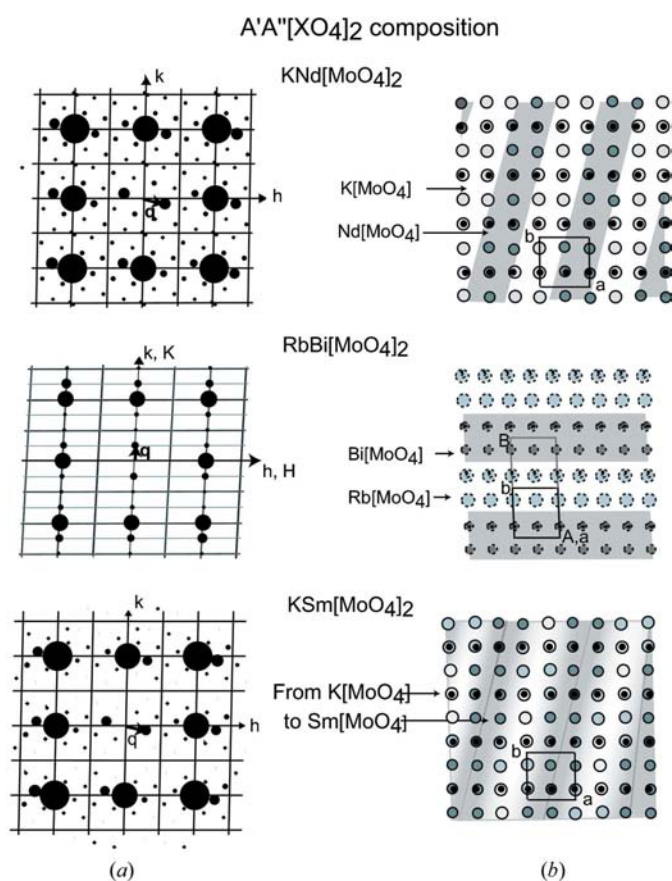 A'A"[XO4]2 composition
KNd[MoO4]2
k
h
q
K[MoO4]
Nd[MoO4]
b
a
RbBi[MoO4]2
k, K
q
h, H
Bi[MoO4]
Rb[MoO4]
B
b
A,a
KSm[MoO4]2
k
h
q
From K[MoO4]
to Sm[MoO4]
b
a
(a)
(b)